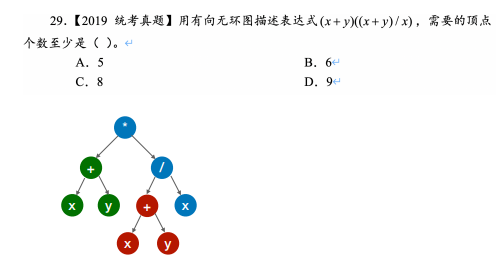 29.【2019 统考真题】用有向无环图描述表达式(x+y)((x+y)/x)，需要的顶点
个数至少是（ ）。
A. 5 B. 6
C. 8 D. 9
*
+ /
x y + x
x y